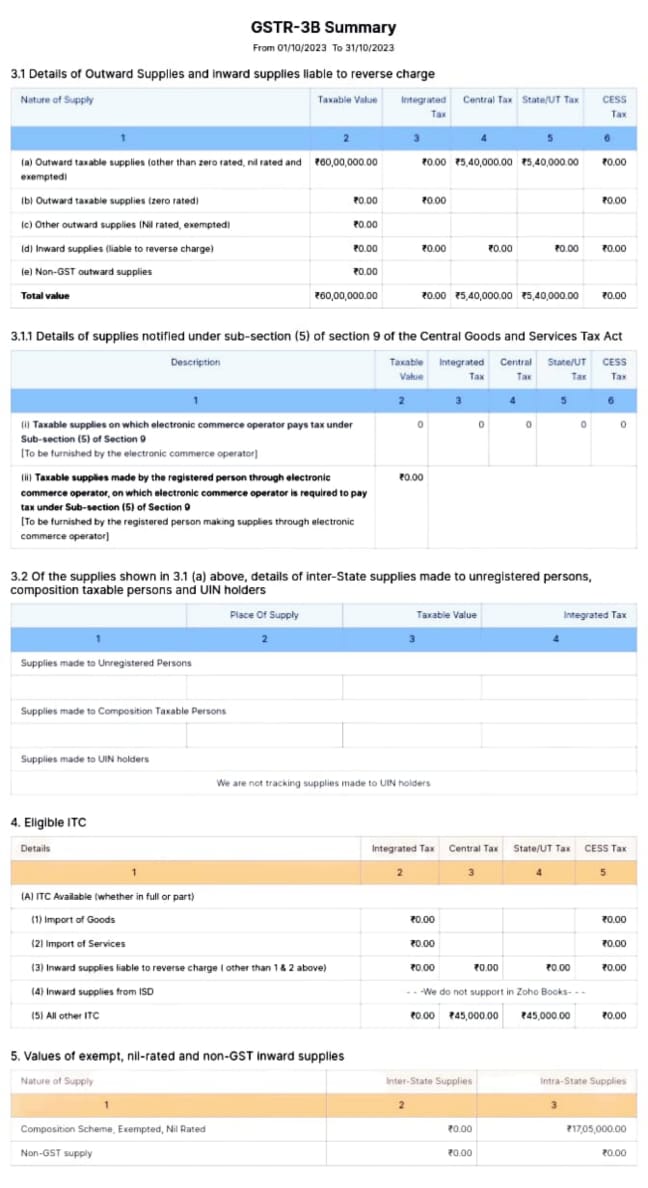 GSTR-3B Summary
From 01/10/2023 To 31/10/2023
3.1 Details of Outward Supplies and inward supplies liable to reverse charge
Nature of Supply Taxable Value Integrated Tax Central Tax State/UT Tax CESS Tax
1 2 3 4 5 6
(a) Outward taxable supplies (other than zero rated, nil rated and exempted) ₹60,00,000.00 ₹0.00 ₹5,40,000.00 ₹5,40,000.00 ₹0.00
(b) Outward taxable supplies (zero rated) ₹0.00 ₹0.00 ₹0.00
(c) Other outward supplies (Nil rated, exempted) ₹0.00
(d) Inward supplies (liable to reverse charge) ₹0.00 ₹0.00 ₹0.00 ₹0.00 ₹0.00
(e) Non-GST outward supplies ₹0.00
Total value ₹60,00,000.00 ₹0.00 ₹5,40,000.00 ₹5,40,000.00 ₹0.00
3.1.1 Details of supplies notified under sub-section (5) of section 9 of the Central Goods and Services Tax Act
Description Taxable Value Integrated Tax Central Tax State/UT Tax CESS Tax
1 2 3 4 5 6
(i) Taxable supplies on which electronic commerce operator pays tax under 0 0 0 0 0
Sub-section (5) of Section 9
[To be furnished by the electronic commerce operator]
(ii) Taxable supplies made by the registered person through electronic ₹0.00
commerce operator, on which electronic commerce operator is required to pay
tax under Sub-section (5) of Section 9
[To be furnished by the registered person making supplies through electronic
commerce operator]
3.2 Of the supplies shown in 3.1 (a) above, details of inter-State supplies made to unregistered persons,
composition taxable persons and UIN holders
Place Of Supply Taxable Value Integrated Tax
1 2 3 4
Supplies made to Unregistered Persons
Supplies made to Composition Taxable Persons
Supplies made to UIN holders
We are not tracking supplies made to UIN holders
4. Eligible ITC
Details Integrated Tax Central Tax State/UT Tax CESS Tax
1 2 3 4 5
(A) ITC Available (whether in full or part)
(1) Import of Goods ₹0.00 ₹0.00
(2) Import of Services ₹0.00 ₹0.00
(3) Inward supplies liable to reverse charge ( other than 1 & 2 above) ₹0.00 ₹0.00 ₹0.00 ₹0.00
(4) Inward supplies from ISD - - -We do not support in Zoho Books- - -
(5) All other ITC ₹0.00 ₹45,000.00 ₹45,000.00 ₹0.00
5. Values of exempt, nil-rated and non-GST inward supplies
Nature of Supply Inter-State Supplies Intra-State Supplies
1 2 3
Composition Scheme, Exempted, Nil Rated ₹0.00 ₹17,05,000.00
Non-GST supply ₹0.00 ₹0.00